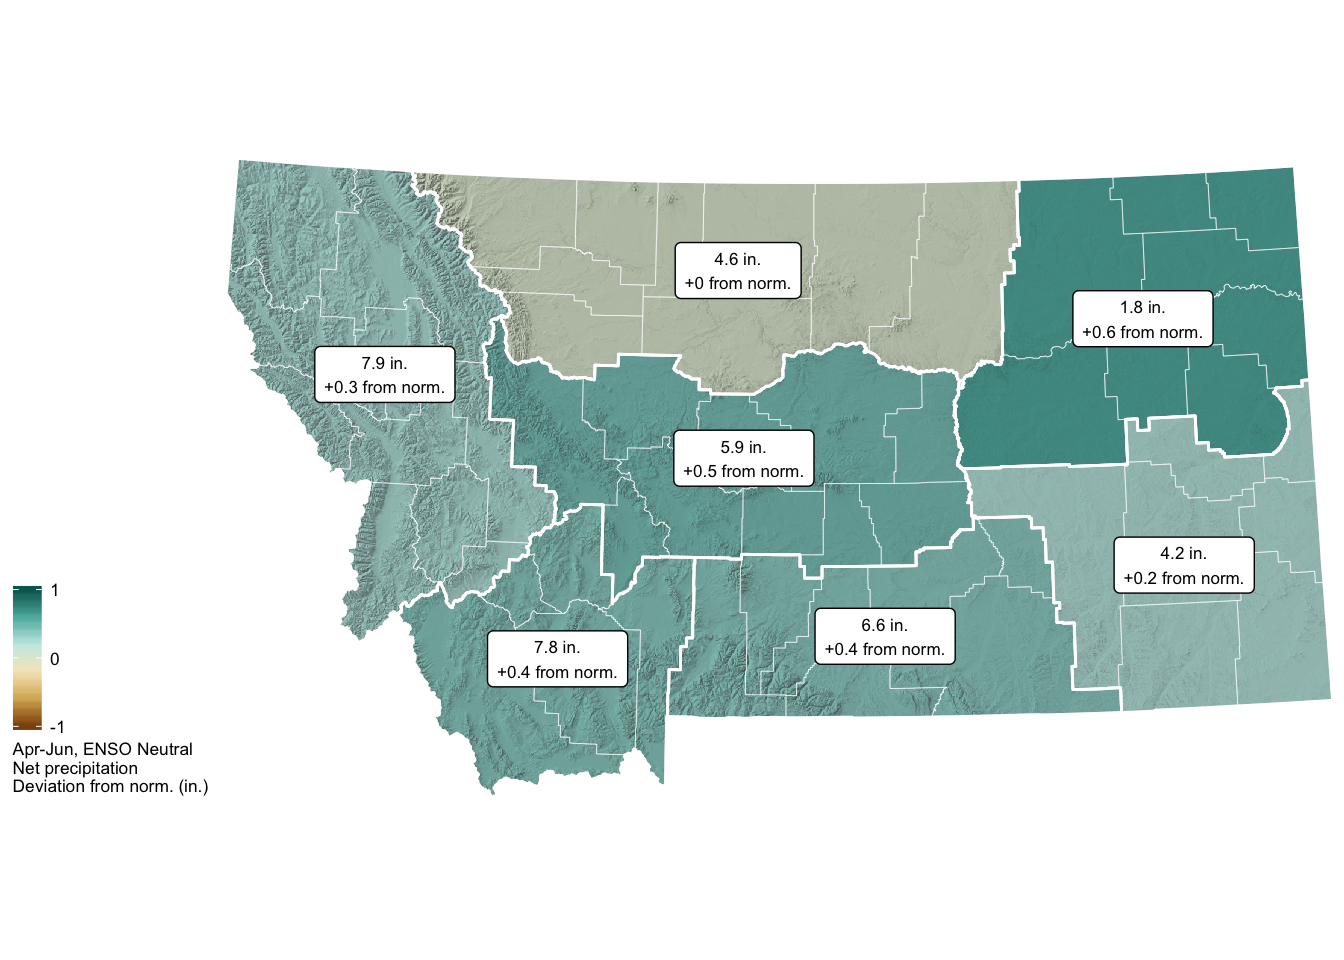 4.6 in.
+0 from norm.
1.8 in.
+0.6 from norm.
7.9 in.
+0.3 from norm.
5.9 in.
+0.5 from norm.
4.2 in.
+0.2 from norm.
6.6 in.
+0.4 from norm.
7.8 in.
+0.4 from norm.
1
0
-1
Apr-Jun, ENSO Neutral
Net precipitation
Deviation from norm. (in.)